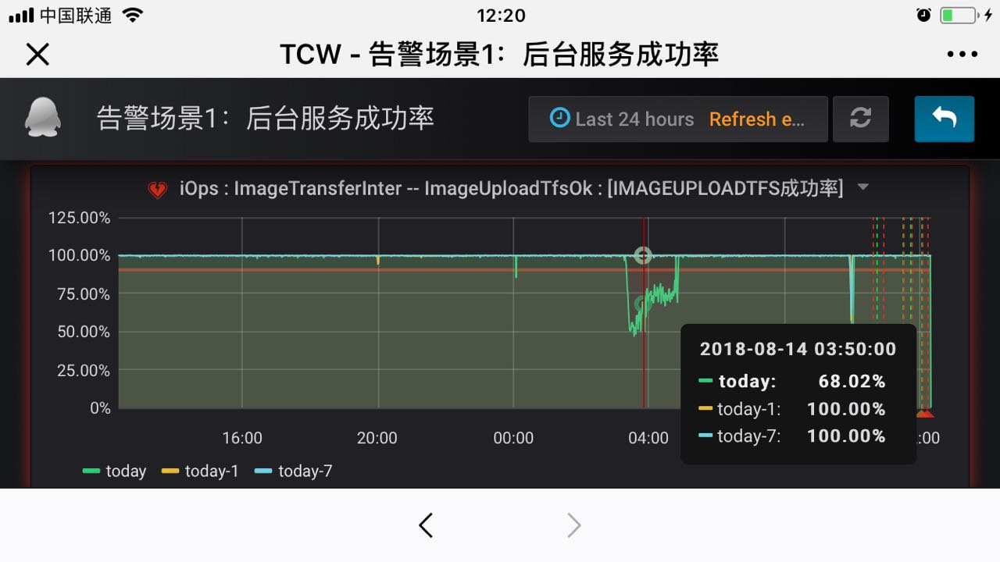 中国联通 12:20
TCW - 告警场景1：后台服务成功率
告警场景1：后台服务成功率 Last 24 hours Refresh e...
iOps : ImageTransferInter -- ImageUploadTfsOk : [IMAGEUPLOADTFS成功率]
125.00%
100.00%
75.00%
50.00%
25.00%
0%
16:00 20:00 00:00 04:00 :00
2018-08-14 03:50:00
today: 68.02%
today-1: 100.00%
today-7: 100.00%
today today-1 today-7